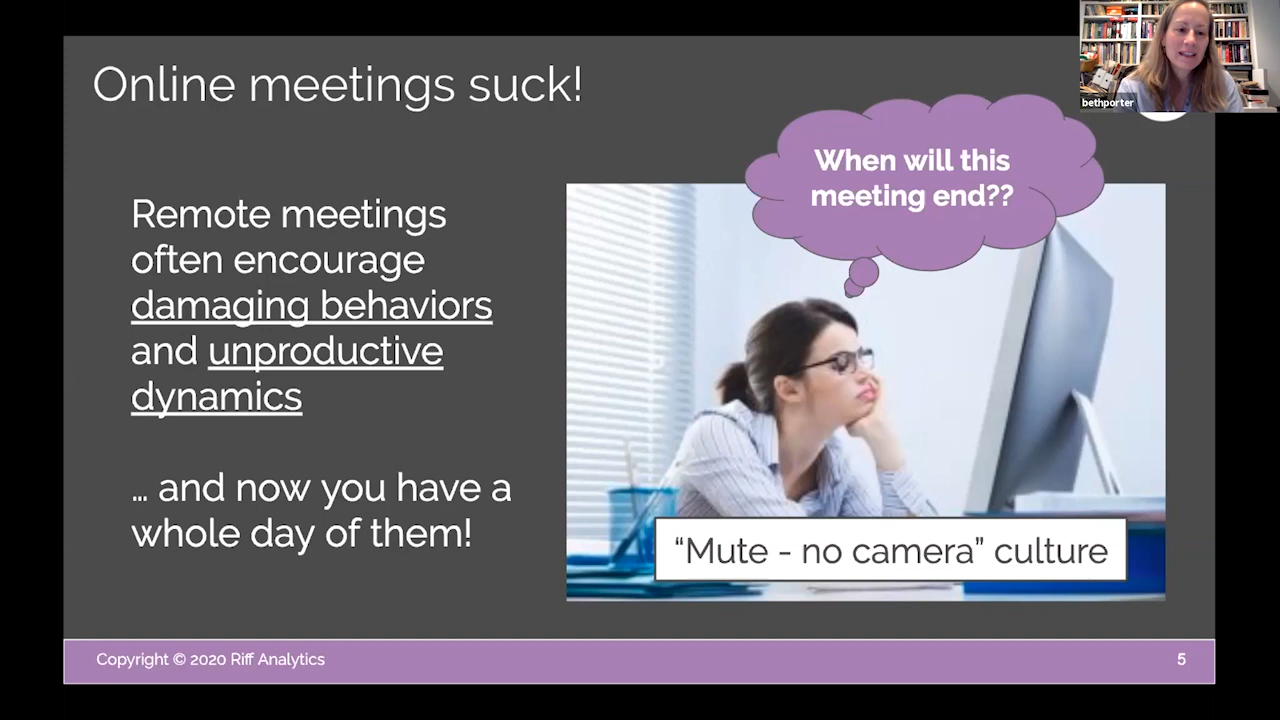 Online meetings suck!
bethporter
When will this
meeting end??
Remote meetings
often encourage
damaging behaviors
and unproductive
dynamics
… and now you have a
whole day of them!
“Mute - no camera” culture
Copyright © 2020 Riff Analytics
5